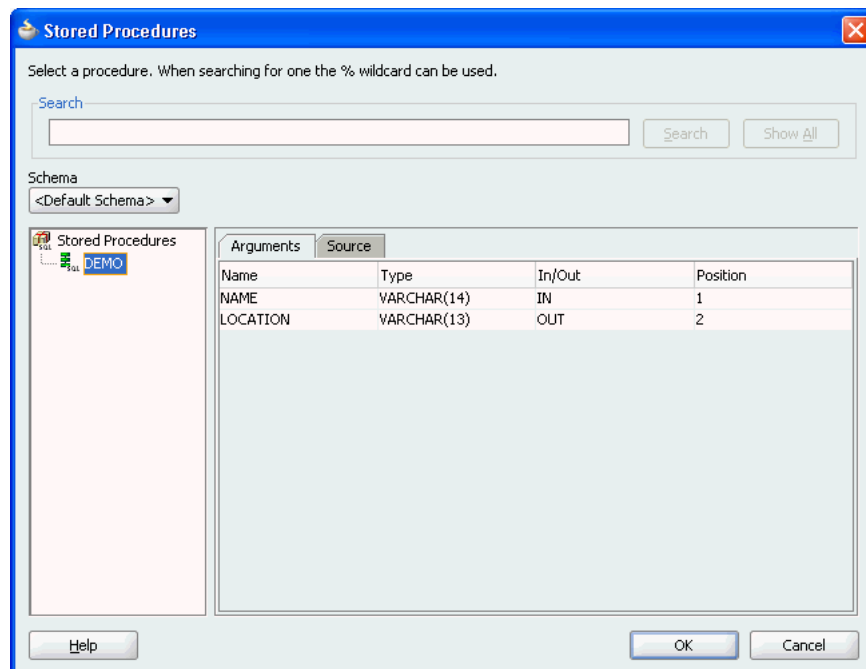 Stored Procedures
Select a procedure. When searching for one the % wildcard can be used.
Search
Search
Show All
Schema
<Default Schema>
Stored Procedures
SQL DEMO
Arguments
Source
Name Type In/Out Position
NAME VARCHAR(14) IN 1
LOCATION VARCHAR(13) OUT 2
Help
OK
Cancel